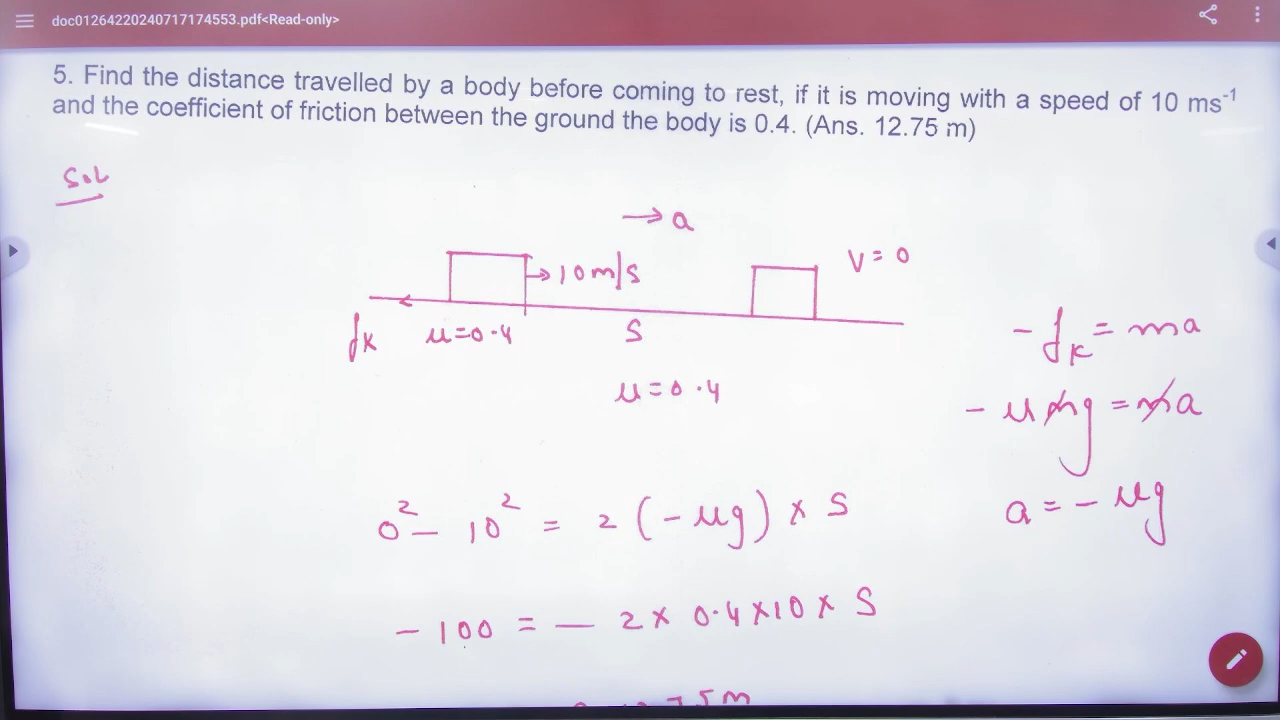 doc01264220240717174553.pdf<Read-only>
5. Find the distance travelled by a body before coming to rest, if it is moving with a speed of 10 ms⁻¹
and the coefficient of friction between the ground the body is 0.4. (Ans. 12.75 m)
Sol
→ a
→10m/s
V = 0
fK
μ=0.4
S
μ = 0.4
- fK = ma
- μmg = ma
a = - μg
0² - 10² = 2 (-μg) × S
- 100 = - 2 × 0.4 × 10 × S